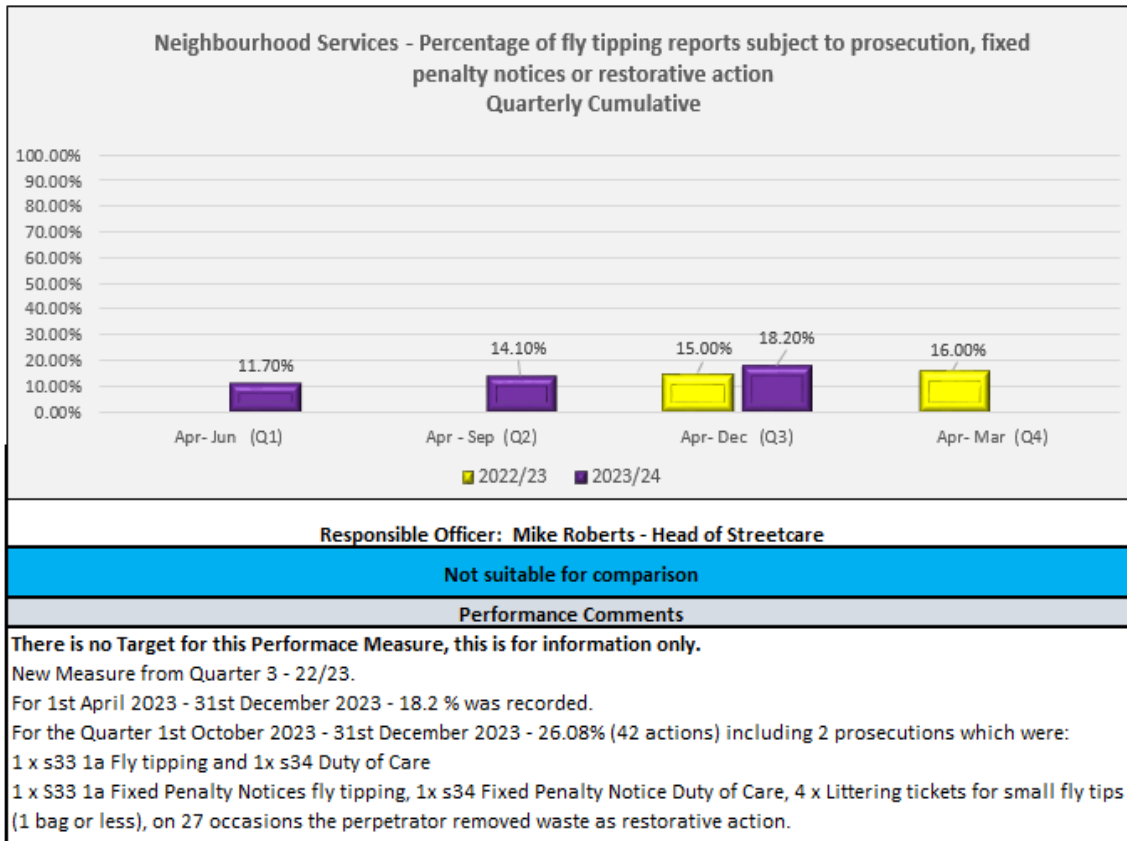 Neighbourhood Services - Percentage of fly tipping reports subject to prosecution, fixed
penalty notices or restorative action
Quarterly Cumulative
100.00%
90.00%
80.00%
70.00%
60.00%
50.00%
40.00%
30.00%
20.00%
10.00%
0.00%
11.70%
14.10%
15.00%
18.20%
16.00%
Apr- Jun (Q1)
Apr - Sep (Q2)
Apr- Dec (Q3)
Apr- Mar (Q4)
2022/23 2023/24
Responsible Officer: Mike Roberts - Head of Streetcare
Not suitable for comparison
Performance Comments
There is no Target for this Performace Measure, this is for information only.
New Measure from Quarter 3 - 22/23.
For 1st April 2023 - 31st December 2023 - 18.2 % was recorded.
For the Quarter 1st October 2023 - 31st December 2023 - 26.08% (42 actions) including 2 prosecutions which were:
1 x s33 1a Fly tipping and 1x s34 Duty of Care
1 x S33 1a Fixed Penalty Notices fly tipping, 1x s34 Fixed Penalty Notice Duty of Care, 4 x Littering tickets for small fly tips
(1 bag or less), on 27 occasions the perpetrator removed waste as restorative action.